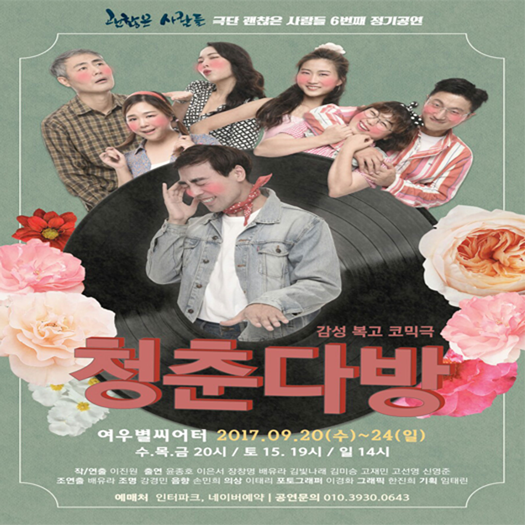 괜찮은 사람들 극단 괜찮은 사람들 6번째 정기공연
감성 복고 코믹극
청춘다방
여우별씨어터 2017.09.20(수)~24(일)
수.목.금 20시 / 토 15. 19시 / 일 14시
작/연출 이진원 출연 윤종호 이은서 장정영 배유라 김빛나래 김미승 고재민 고선영 신영준
조연출 배유라 조명 감경민 음향 손민희 의상 이태리 포토그래퍼 이경화 그래픽 한진희 기획 임태린
예매처 인터파크, 네이버예약 | 공연문의 010.3930.0643